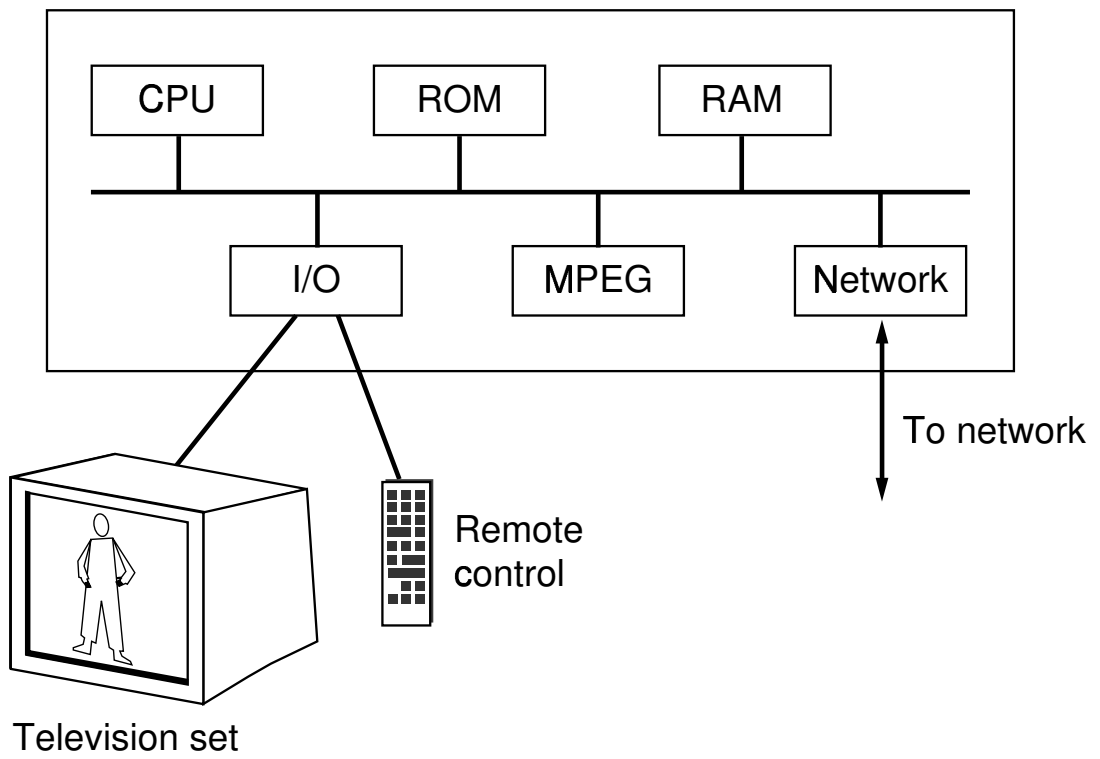 CPU
ROM
RAM
I/O
MPEG
Network
To network
Remote
control
Television set